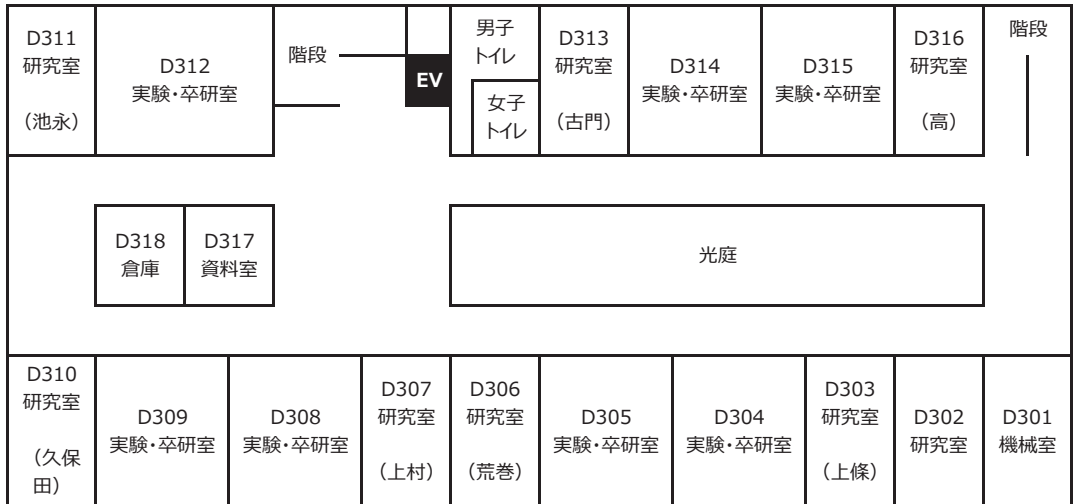 D311
研究室
(池永)
D312
実験・卒研室
階段
EV
男子
トイレ
女子
トイレ
D313
研究室
(古門)
D314
実験・卒研室
D315
実験・卒研室
D316
研究室
(高)
階段
D318
倉庫
D317
資料室
光庭
D310
研究室
(久保
田)
D309
実験・卒研室
D308
実験・卒研室
D307
研究室
(上村)
D306
研究室
(荒巻)
D305
実験・卒研室
D304
実験・卒研室
D303
研究室
(上條)
D302
研究室
D301
機械室